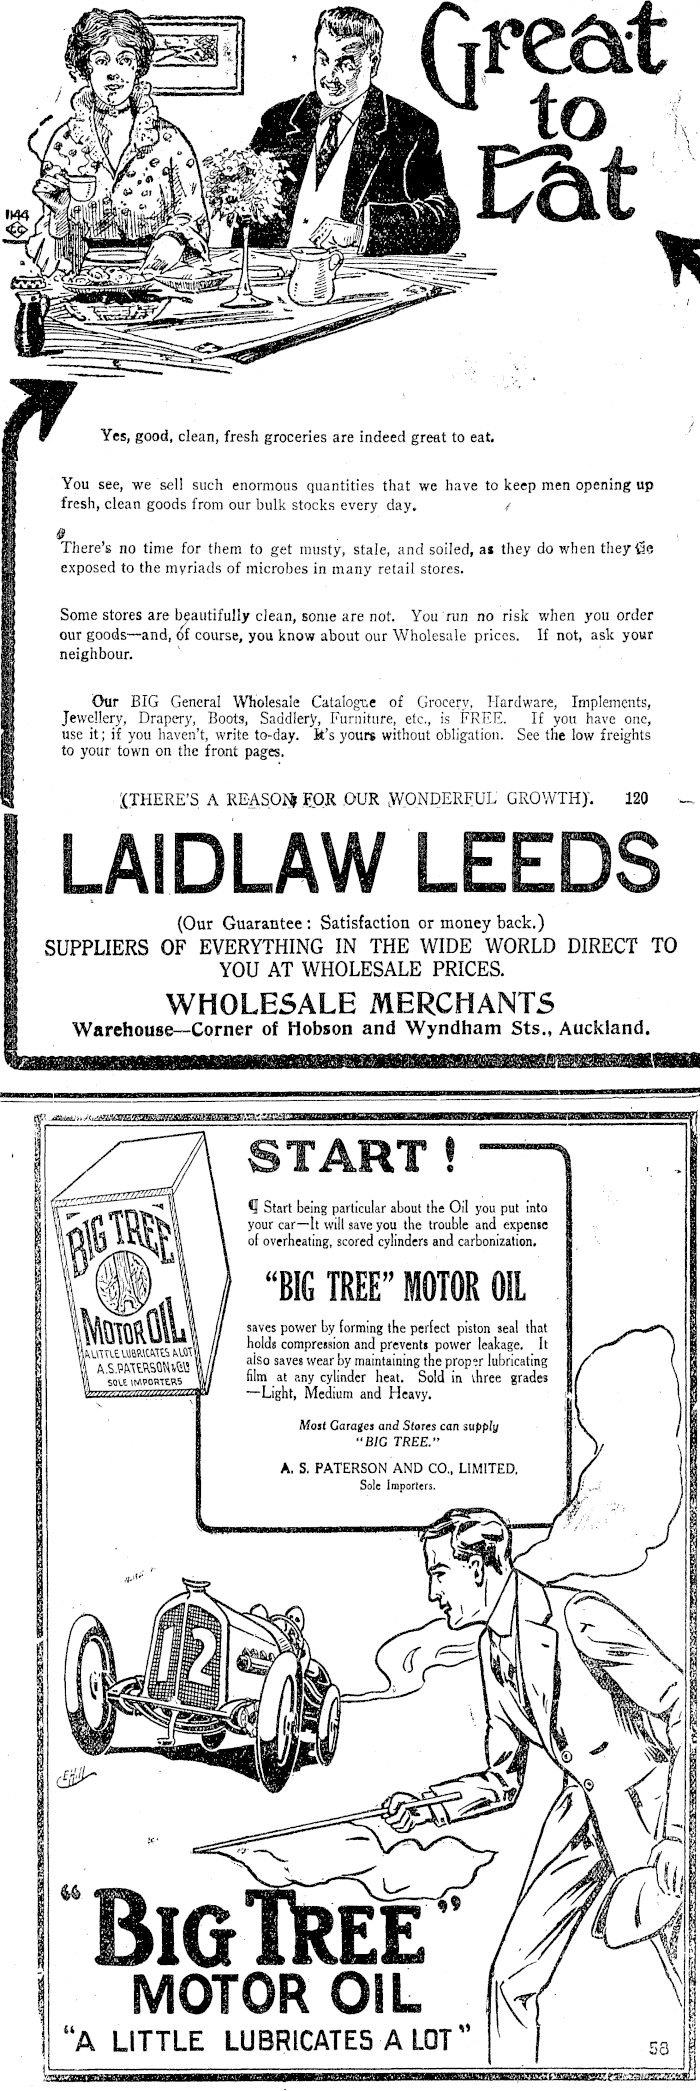 Great
to
Eat
1144
Yes, good, clean, fresh groceries are indeed great to eat.
You see, we sell such enormous quantities that we have to keep men opening up
fresh, clean goods from our bulk stocks every day.
There's no time for them to get musty, stale, and soiled, as they do when they lie
exposed to the myriads of microbes in many retail stores.
Some stores are beautifully clean, some are not. You run no risk when you order
our goods—and, of course, you know about our Wholesale prices. If not, ask your
neighbour.
Our BIG General Wholesale Catalogue of Grocery, Hardware, Implements,
Jewellery, Drapery, Boots, Saddlery, Furniture, etc., is FREE. If you have one,
use it; if you haven't, write to-day. It's yours without obligation. See the low freights
to your town on the front pages.
(THERE'S A REASON FOR OUR WONDERFUL GROWTH). 120
LAIDLAW LEEDS
(Our Guarantee: Satisfaction or money back.)
SUPPLIERS OF EVERYTHING IN THE WIDE WORLD DIRECT TO
YOU AT WHOLESALE PRICES.
WHOLESALE MERCHANTS
Warehouse—Corner of Hobson and Wyndham Sts., Auckland.
START!
¶ Start being particular about the Oil you put into
your car—It will save you the trouble and expense
of overheating, scored cylinders and carbonization.
"BIG TREE" MOTOR OIL
saves power by forming the perfect piston seal that
holds compression and prevents power leakage. It
also saves wear by maintaining the proper lubricating
film at any cylinder heat. Sold in three grades
—Light, Medium and Heavy.
Most Garages and Stores can supply
"BIG TREE."
A. S. PATERSON AND CO., LIMITED,
Sole Importers.
BIG TREE
MOTOR OIL
A LITTLE LUBRICATES A LOT
A.S. PATERSON & Co Ld
SOLE IMPORTERS
12
"BIG TREE"
MOTOR OIL
"A LITTLE LUBRICATES A LOT"
58